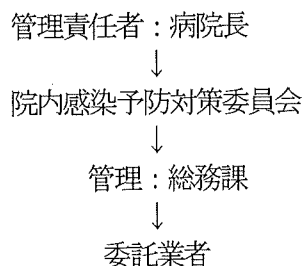 管理責任者：病院長
↓
院内感染予防対策委員会
↓
管理：総務課
↓
委託業者